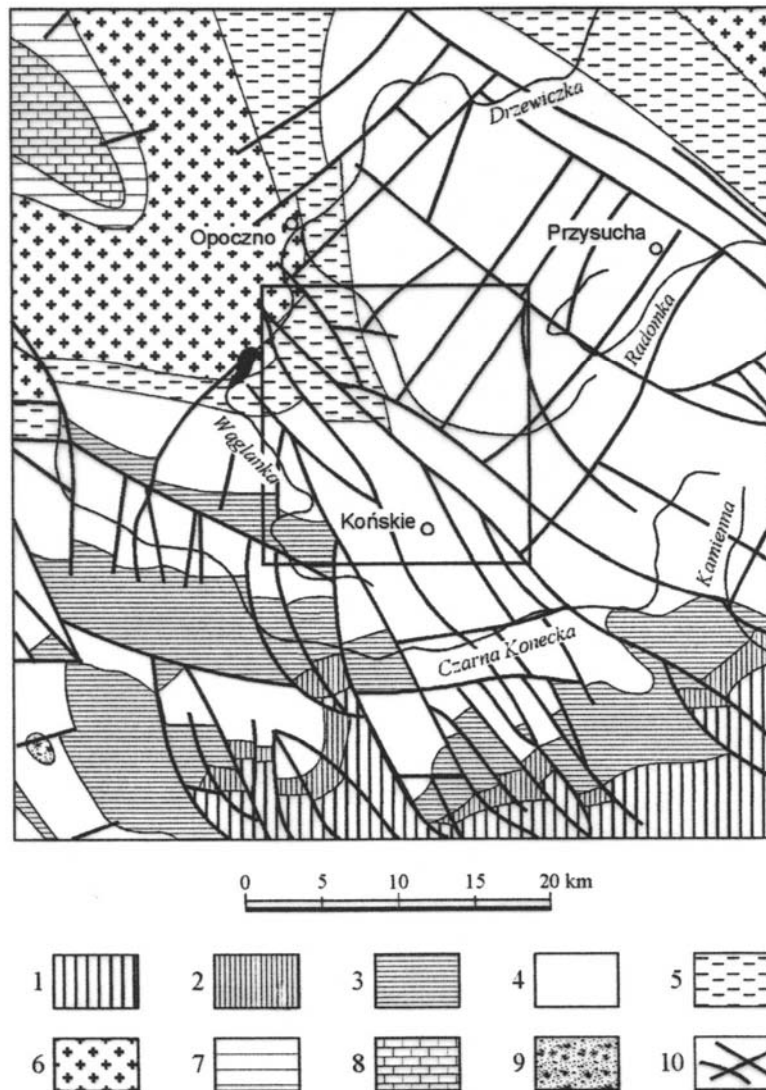 Drzewiczka
Opoczno
Przysucha
Radomka
Wąglanka
Końskie
Kamienna
Czarna Konecka
0 5 10 15 20 km
1 2 3 4 5
6 7 8 9 10